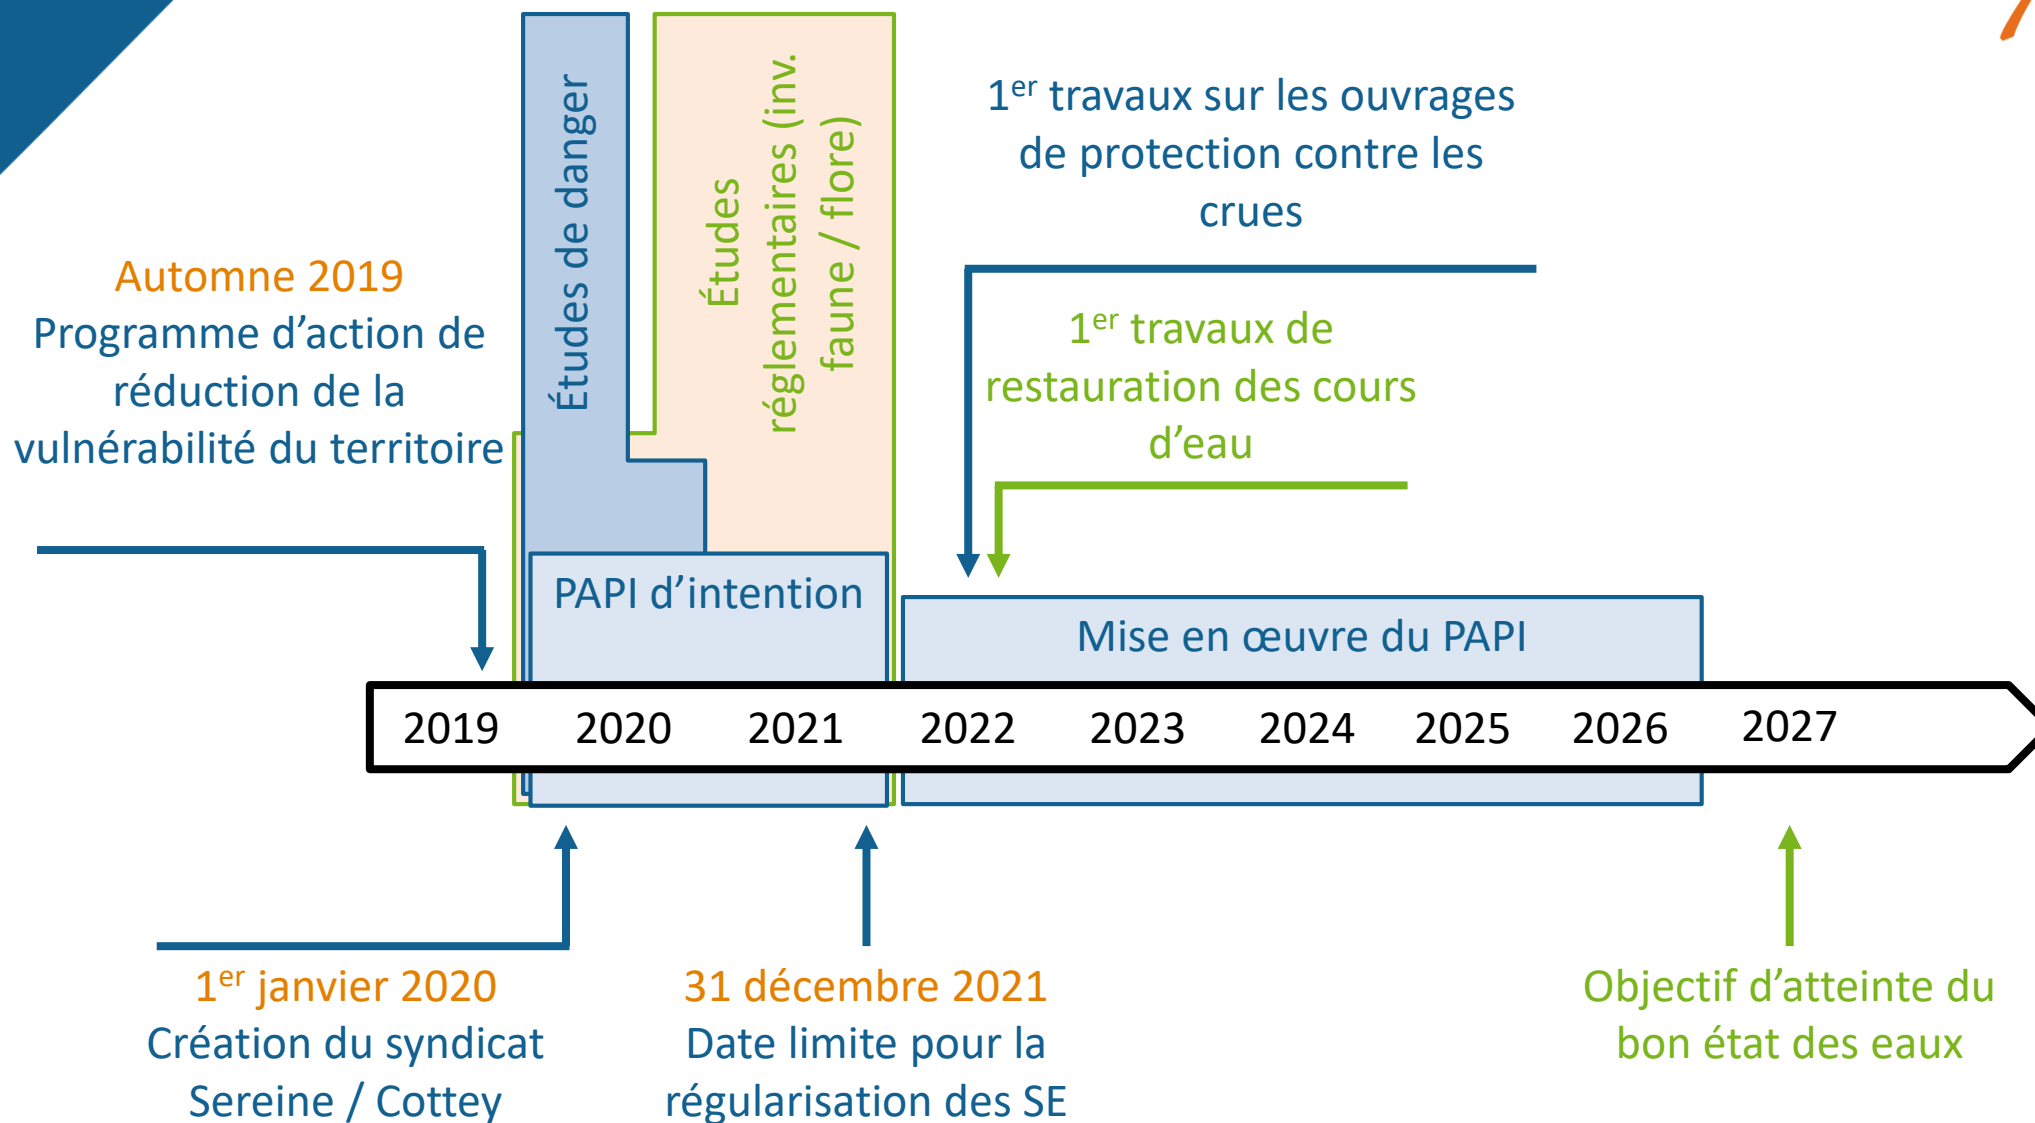 Études de danger
Études
réglementaires (inv.
faune / flore)
1er travaux sur les ouvrages
de protection contre les
crues
Automne 2019
Programme d’action de
réduction de la
vulnérabilité du territoire
1er travaux de
restauration des cours
d’eau
PAPI d’intention
Mise en œuvre du PAPI
2019 2020 2021 2022 2023 2024 2025 2026 2027
1er janvier 2020
Création du syndicat
Sereine / Cottey
31 décembre 2021
Date limite pour la
régularisation des SE
Objectif d’atteinte du
bon état des eaux